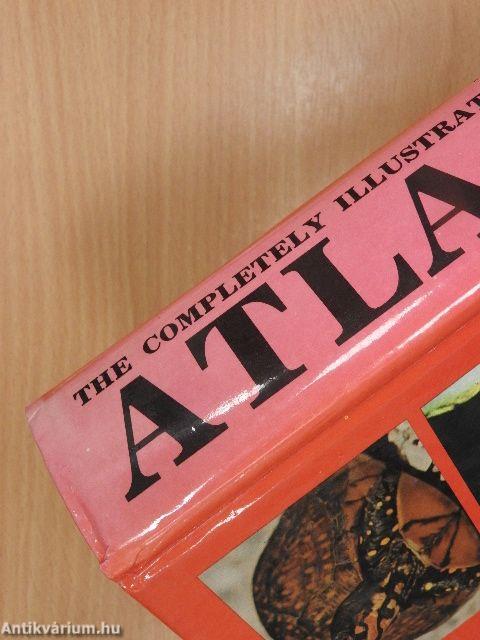 THE COMPLETELY ILLUSTRAT
ATLA
Antikvárium.hu